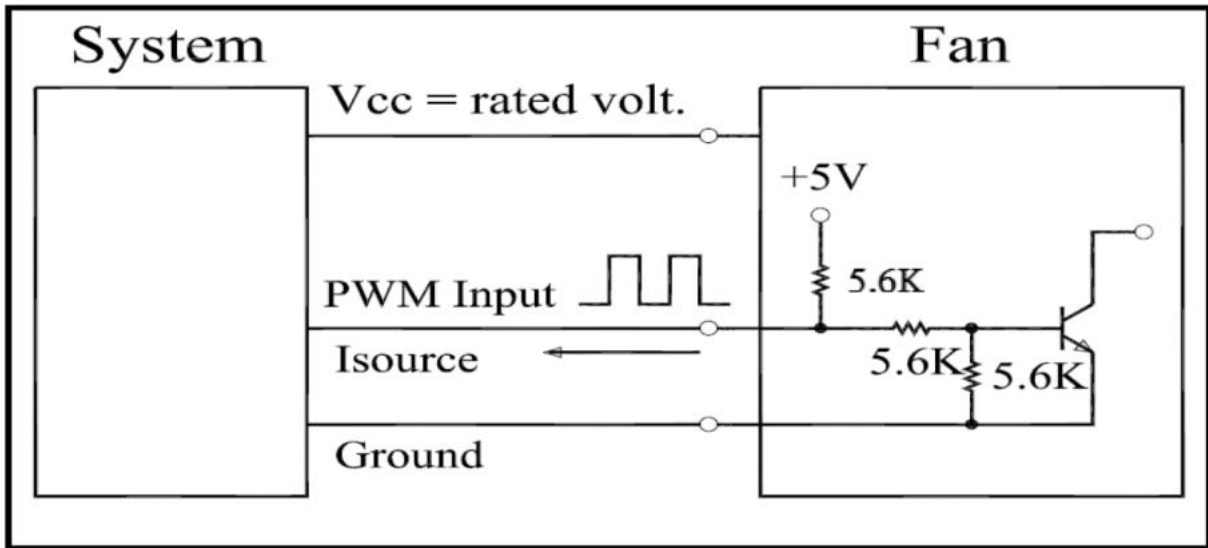 System
Fan
Vcc = rated volt.
+5V
5.6K
PWM Input
Isource
5.6K
5.6K
Ground